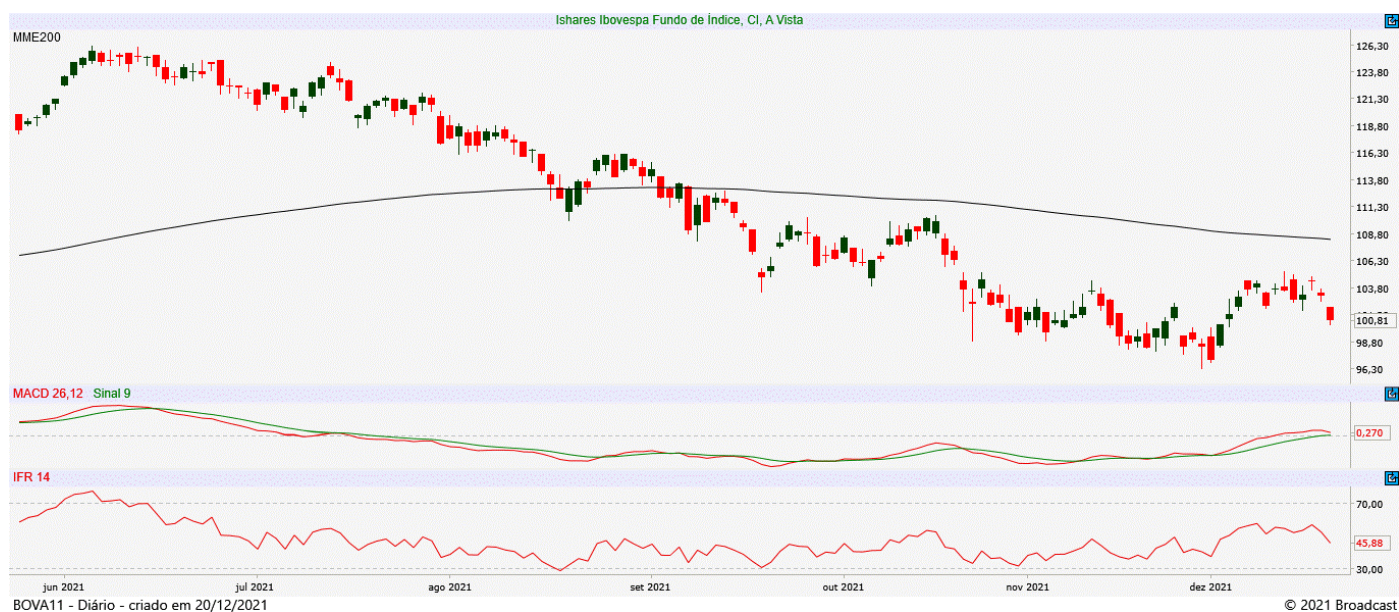 Ishares Ibovespa Fundo de Índice, CI, A Vista
MME200
126,30
123,80
121,30
118,80
116,30
113,80
111,30
108,80
106,30
103,80
100,81
98,80
96,30
MACD 26,12 Sinal 9
0,270
IFR 14
70,00
45,88
30,00
jun 2021 jul 2021 ago 2021 set 2021 out 2021 nov 2021 dez 2021
BOVA11 - Diário - criado em 20/12/2021 © 2021 Broadcast